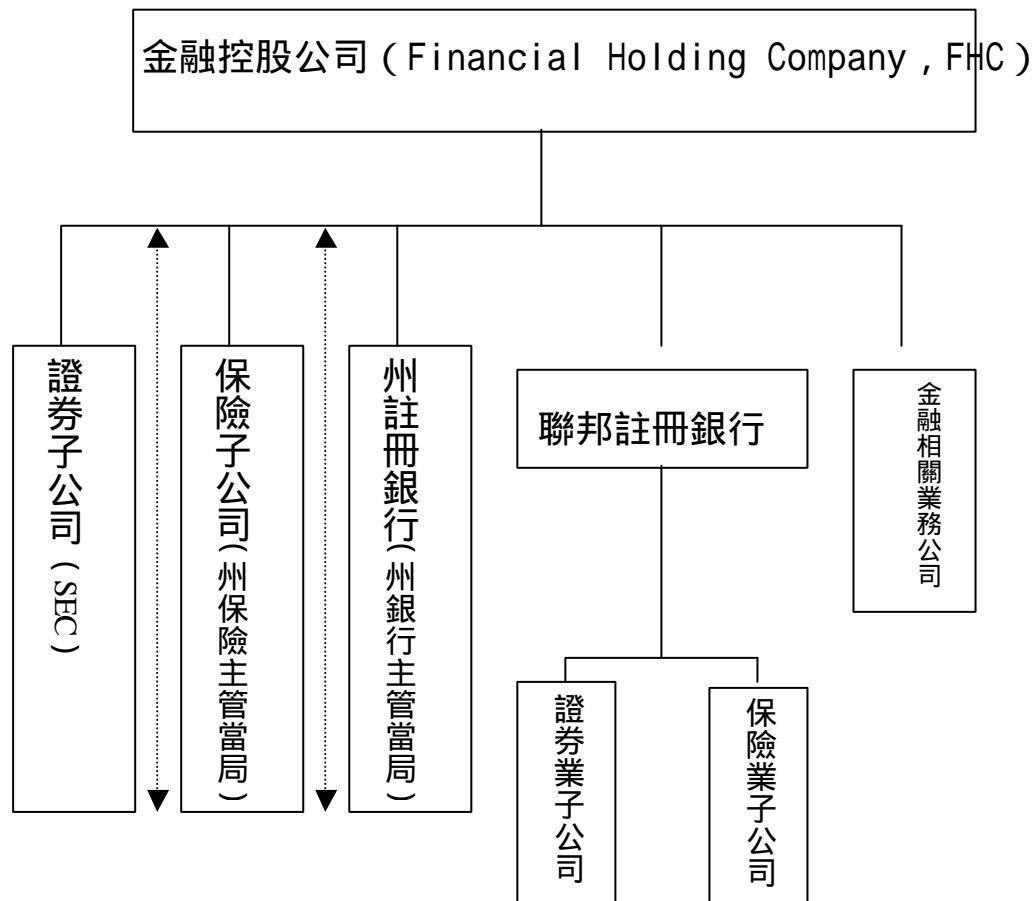 金融控股公司（Financial Holding Company，FHC）
證券子公司（SEC）
保險子公司(州保險主管當局)
州註冊銀行(州銀行主管當局)
聯邦註冊銀行
金融相關業務公司
證券業子公司
保險業子公司